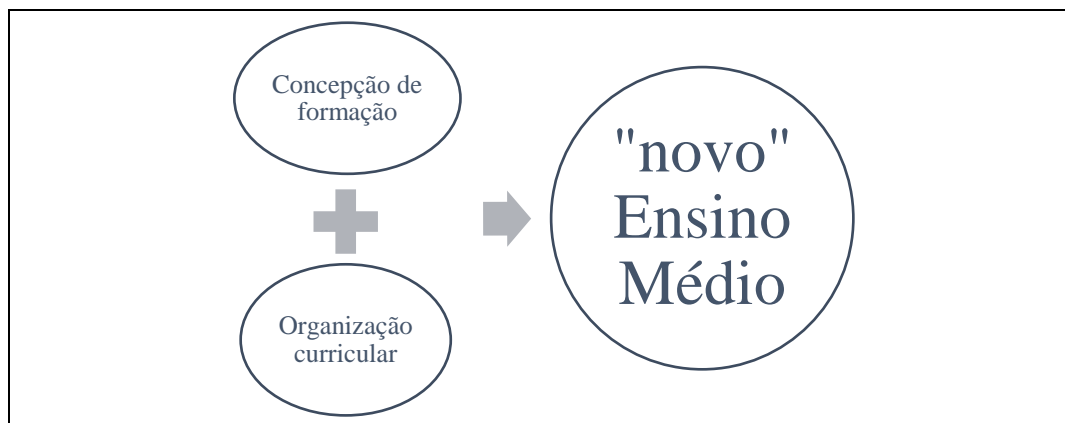 Concepção de
formação
Organização
curricular
"novo"
Ensino
Médio